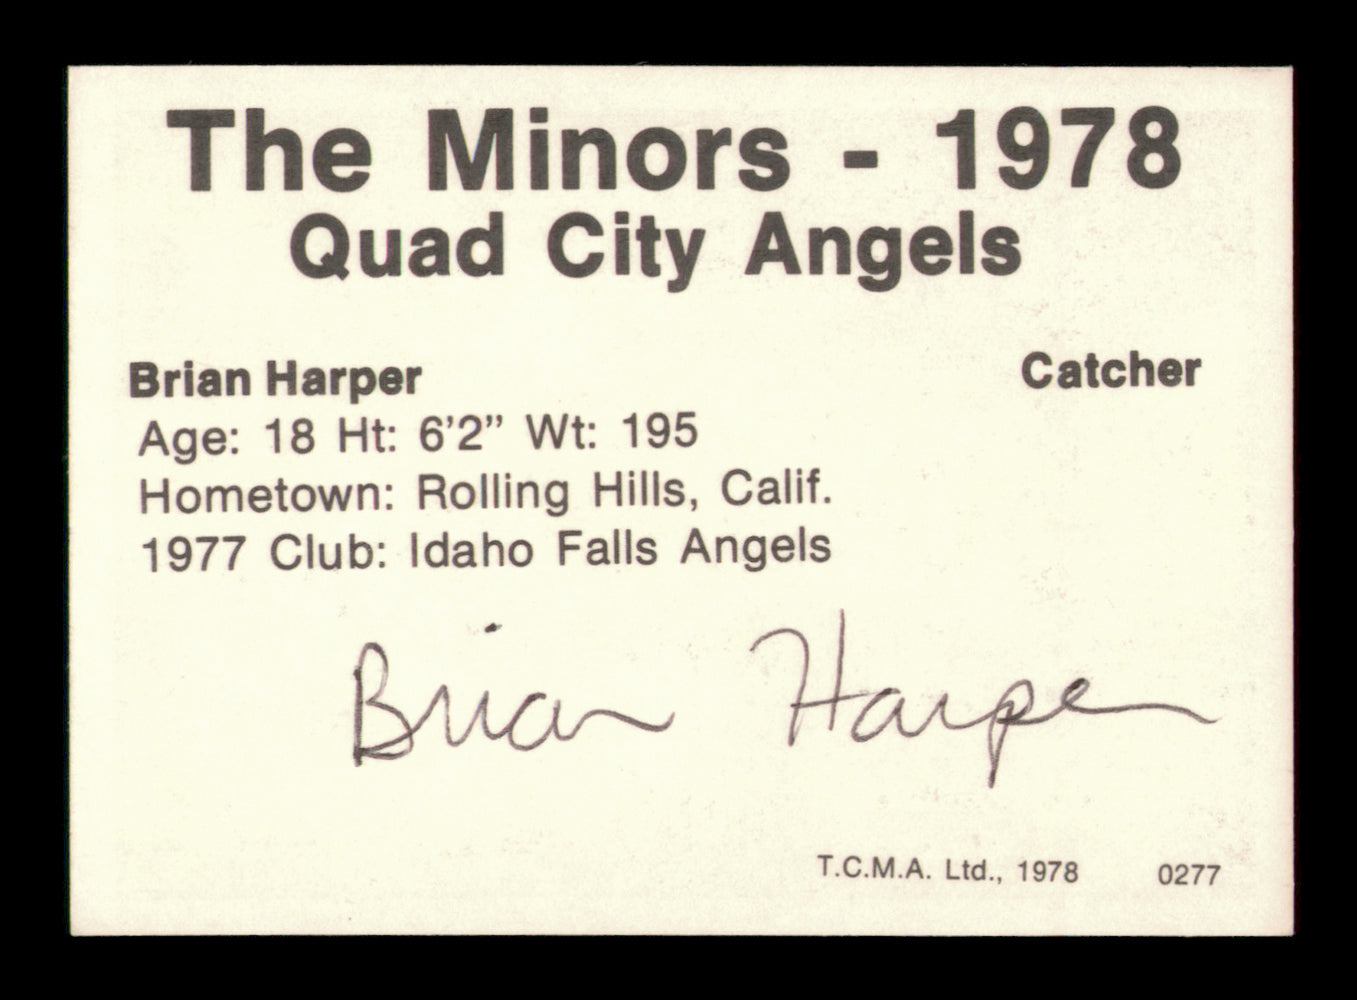 The Minors - 1978
Quad City Angels
Brian Harper Catcher
Age: 18 Ht: 6'2” Wt: 195
Hometown: Rolling Hills, Calif.
1977 Club: Idaho Falls Angels
Brian Harper
T.C.M.A. Ltd., 1978 0277